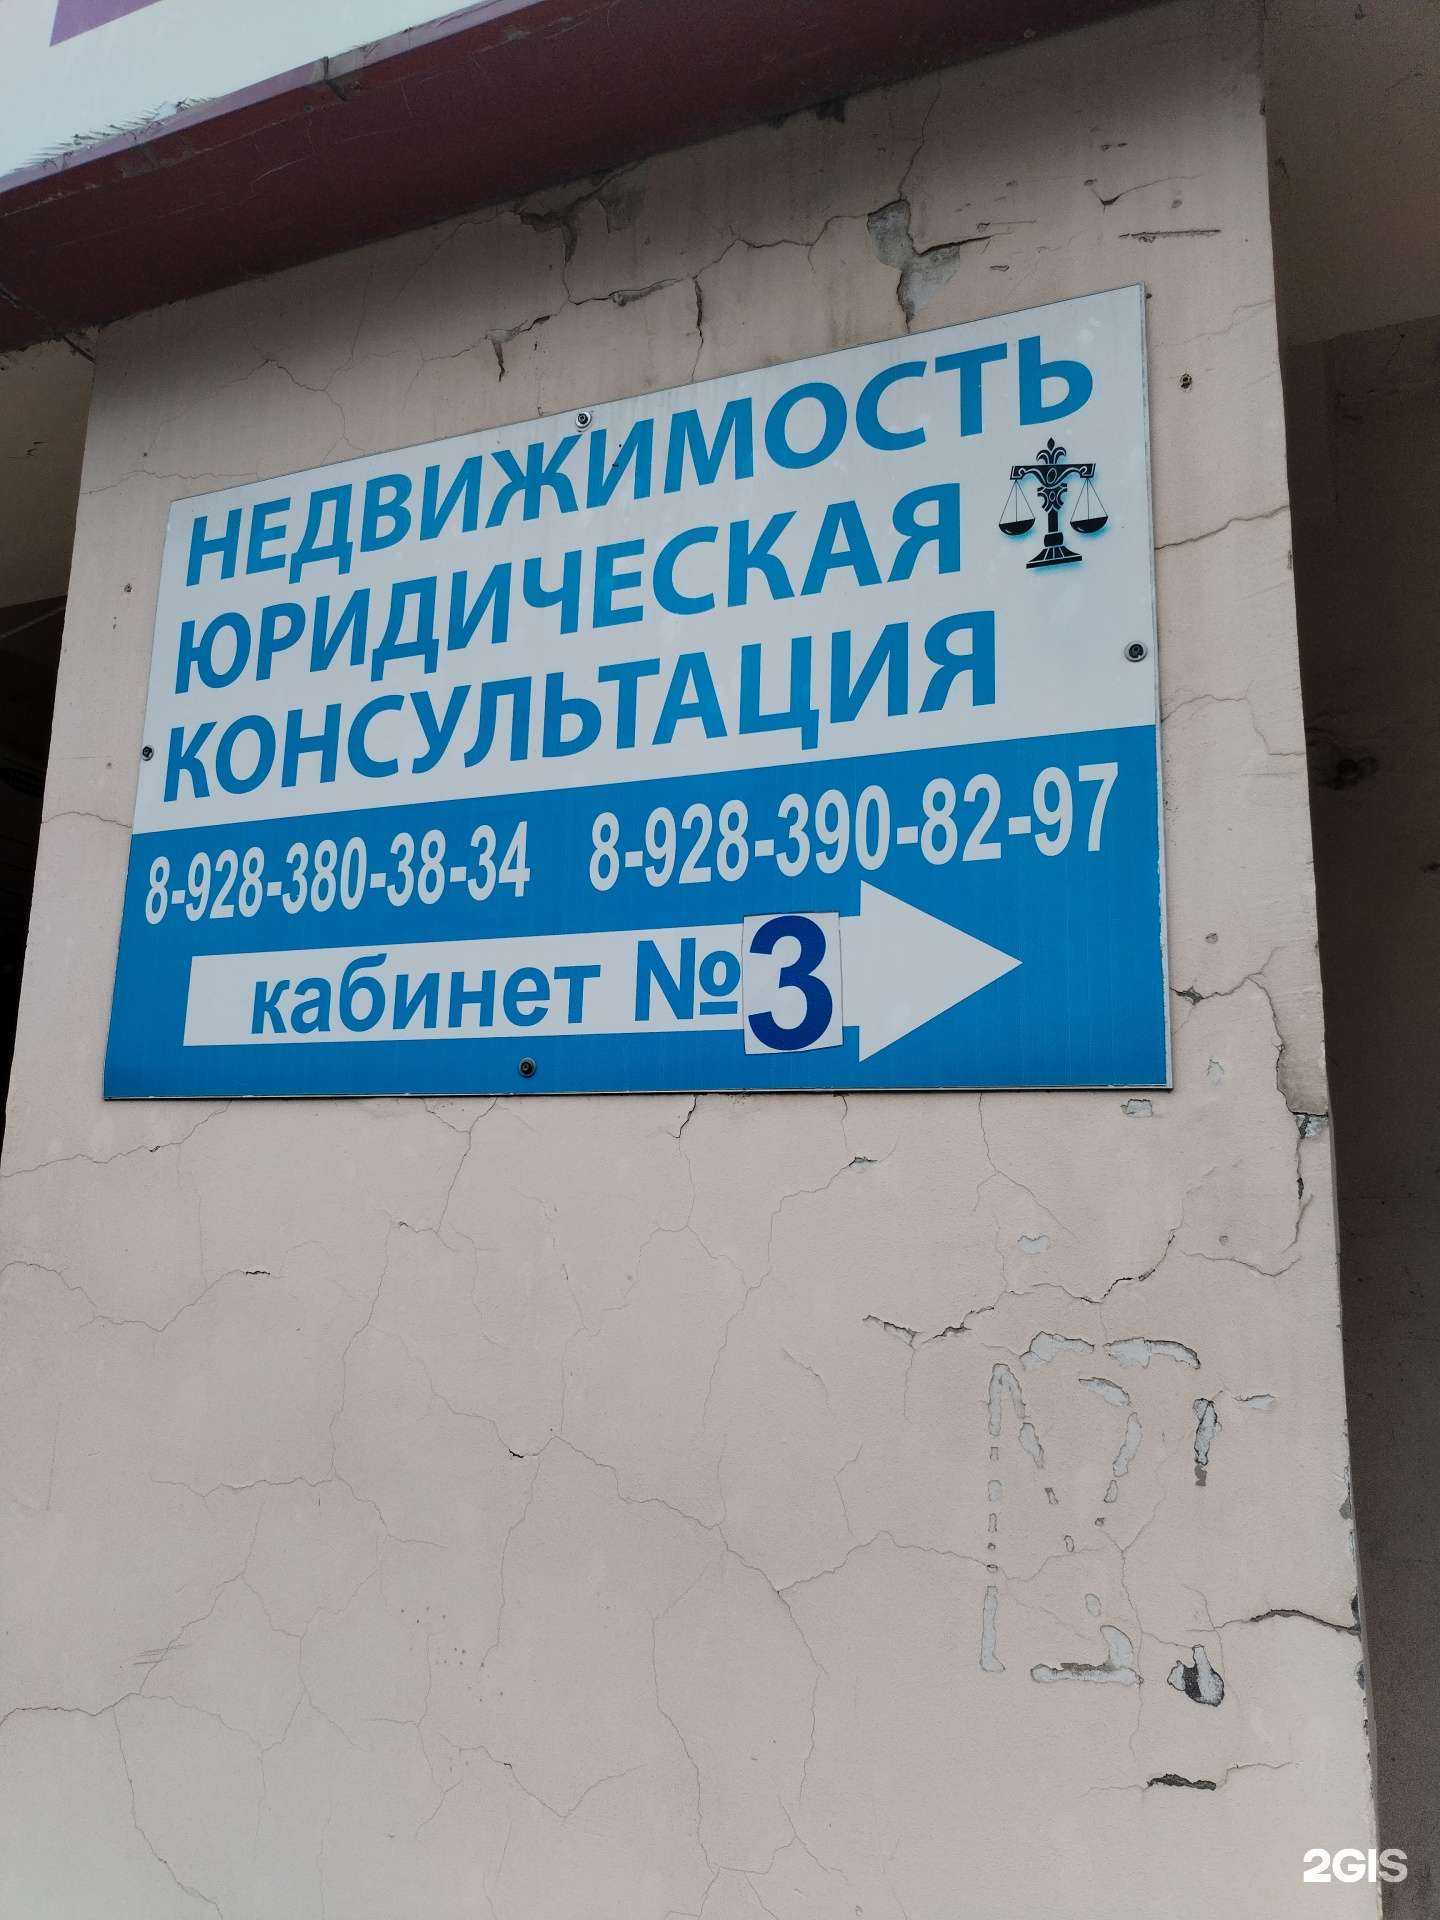 НЕДВИЖИМОСТЬ
ЮРИДИЧЕСКАЯ
КОНСУЛЬТАЦИЯ
8-928-380-38-34 8-928-390-82-97
кабинет №3
2GIS